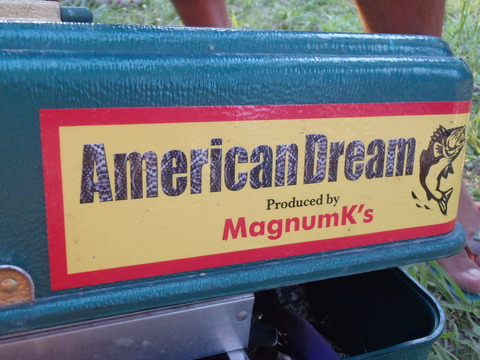 American Dream
Produced by
MagnumK's